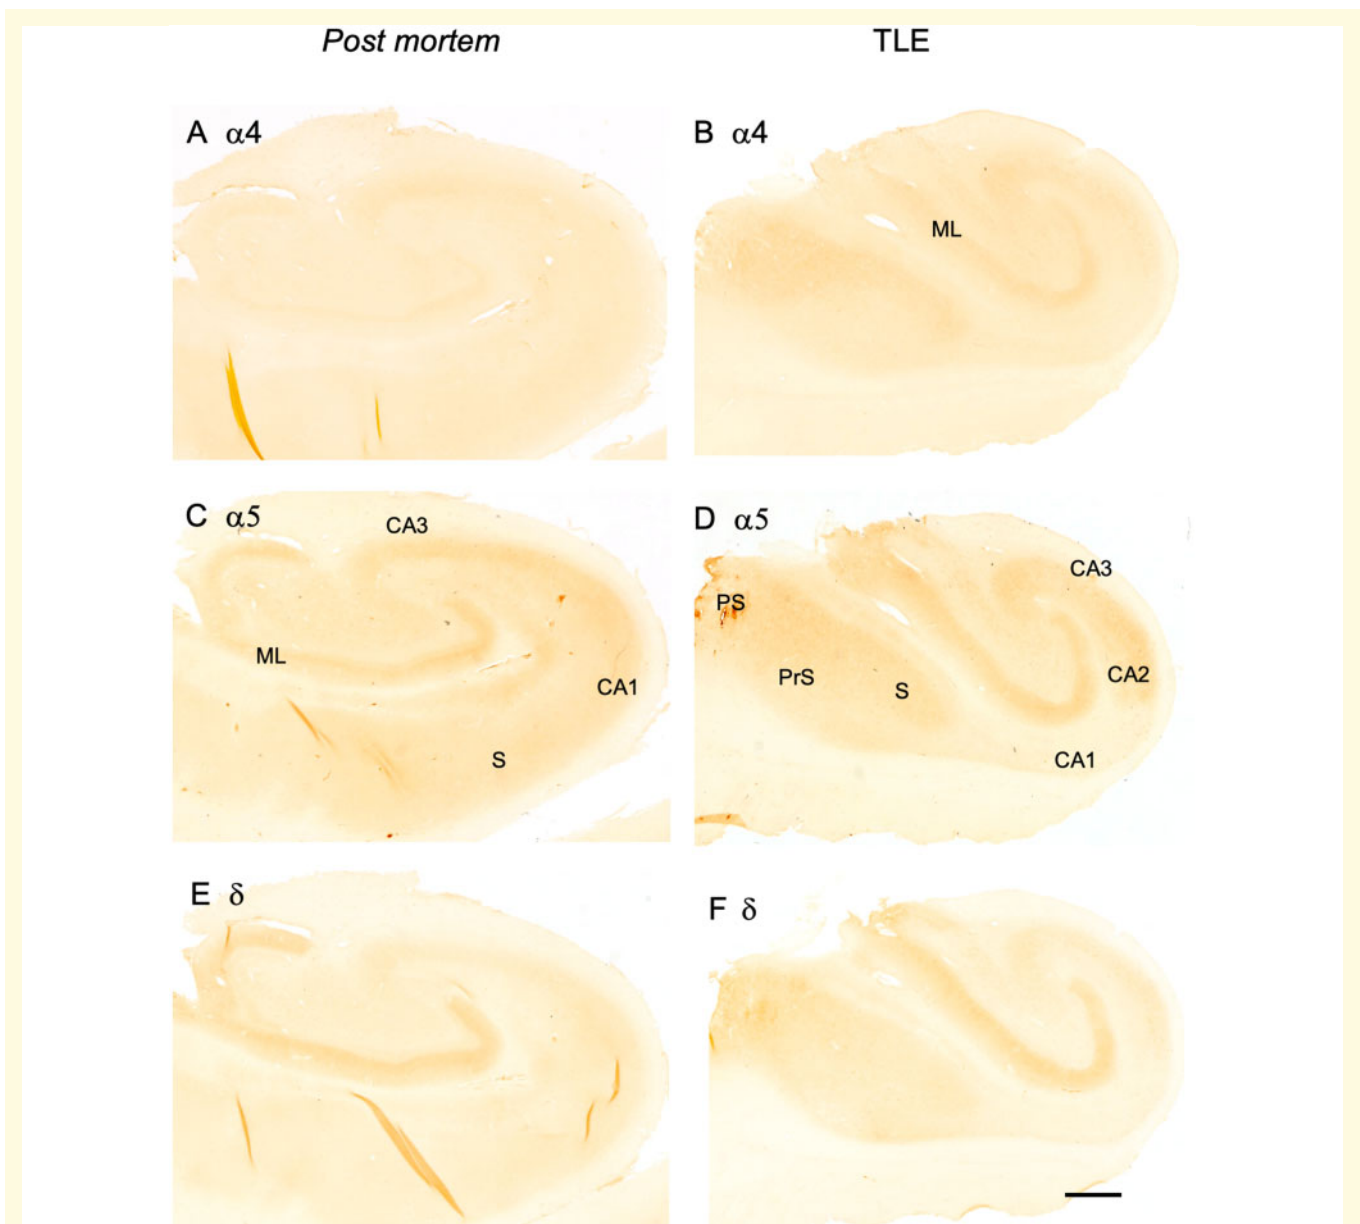 Post mortem TLE
A α4
B α4
ML
C α5
CA3
ML
CA1
S
D α5
CA3
PS
CA2
PrS
S
CA1
E δ
F δ